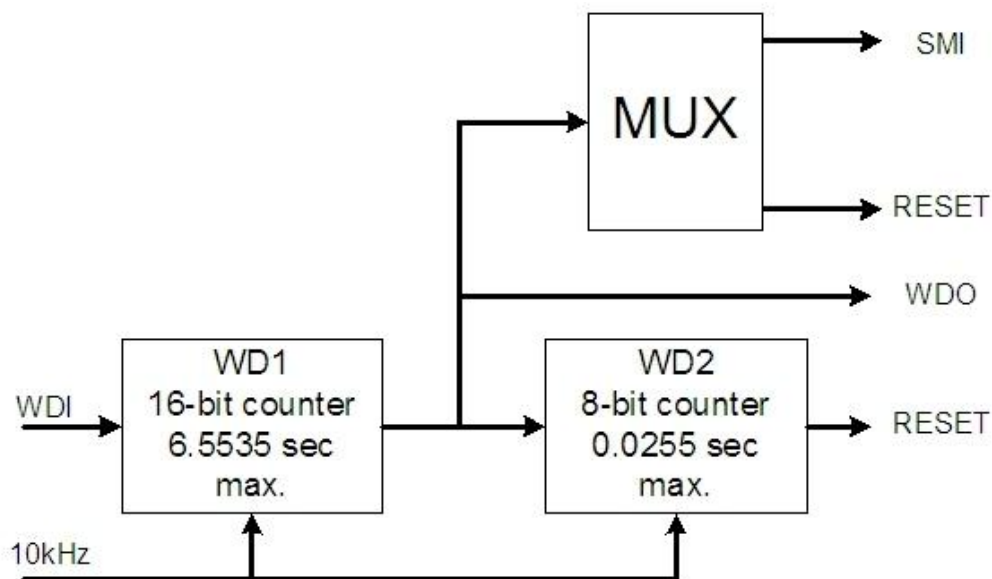 SMI
MUX
RESET
WDO
WDI
WD1
16-bit counter
6.5535 sec
max.
WD2
8-bit counter
0.0255 sec
max.
RESET
10kHz